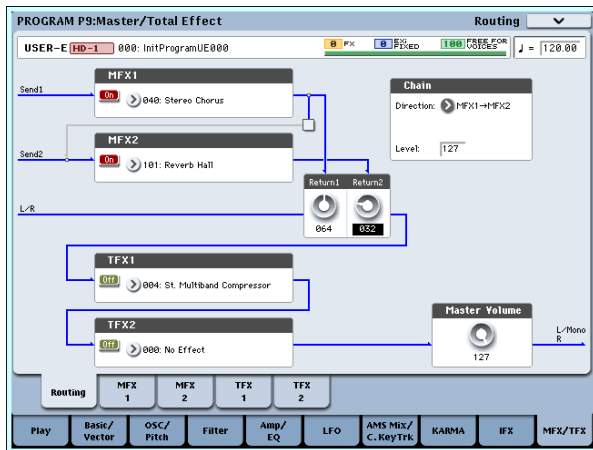 PROGRAM P9:Master/Total Effect Routing
USER-E HD-1 000: InitProgramUE000 0 FX 0 EXi FIXED 100 FREE FOR VOICES ♩ = 120.00
MFX1
Send1
On 040: Stereo Chorus
Chain
Direction: MFX1→MFX2
Level: 127
MFX2
Send2
On 101: Reverb Hall
Return1 Return2
L/R
064 032
TFX1
Off 004: St. Multiband Compressor
TFX2
Off 000: No Effect
Master Volume
127
L/Mono
R
Routing MFX 1 MFX 2 TFX 1 TFX 2
Play Basic/Vector OSC/Pitch Filter Amp/EQ LFO AMS Mix/C.KeyTrk KARMA IFX MFX/TFX